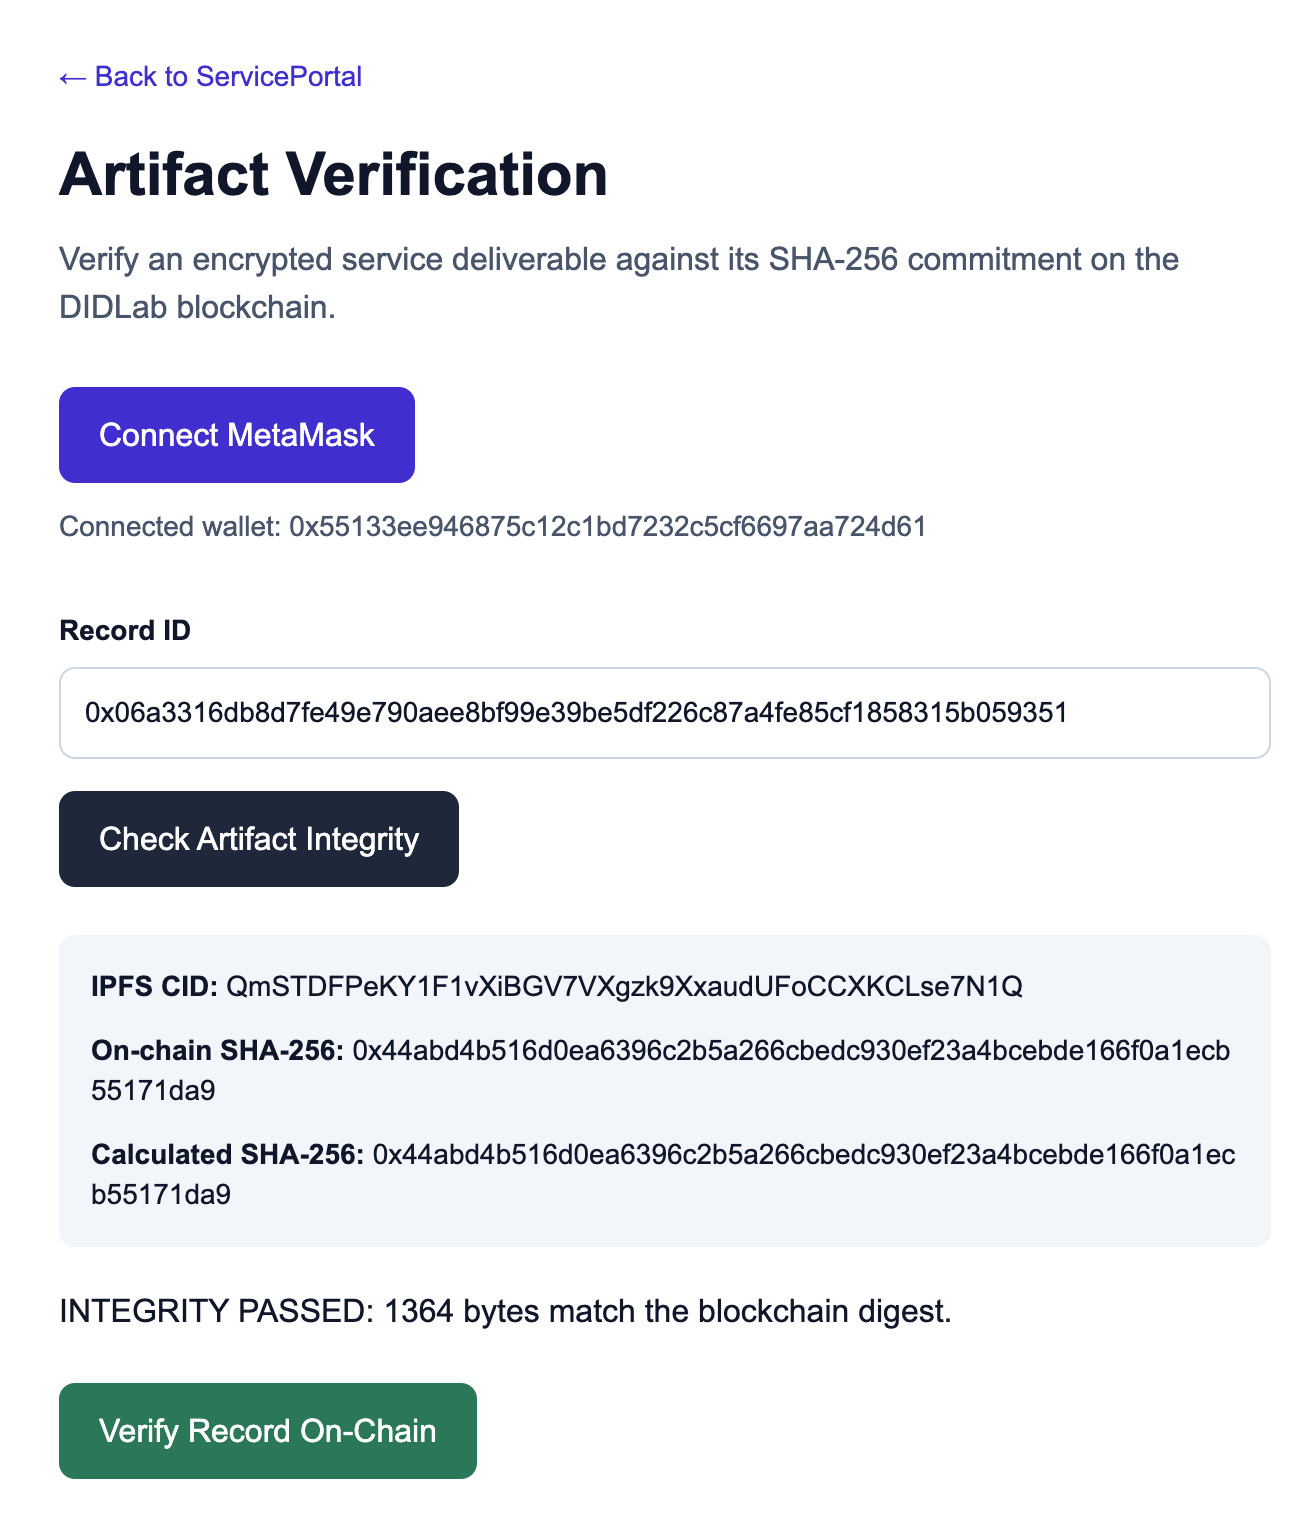 ← Back to ServicePortal
Artifact Verification
Verify an encrypted service deliverable against its SHA-256 commitment on the
DIDLab blockchain.
Connect MetaMask
Connected wallet: 0x55133ee946875c12c1bd7232c5cf6697aa724d61
Record ID
0x06a3316db8d7fe49e790aee8bf99e39be5df226c87a4fe85cf1858315b059351
Check Artifact Integrity
IPFS CID: QmSTDFPeKY1F1vXiBGV7VXgzk9XxaudUFoCCXKCLse7N1Q
On-chain SHA-256: 0x44abd4b516d0ea6396c2b5a266cbedc930ef23a4bcebde166f0a1ecb
55171da9
Calculated SHA-256: 0x44abd4b516d0ea6396c2b5a266cbedc930ef23a4bcebde166f0a1ec
b55171da9
INTEGRITY PASSED: 1364 bytes match the blockchain digest.
Verify Record On-Chain